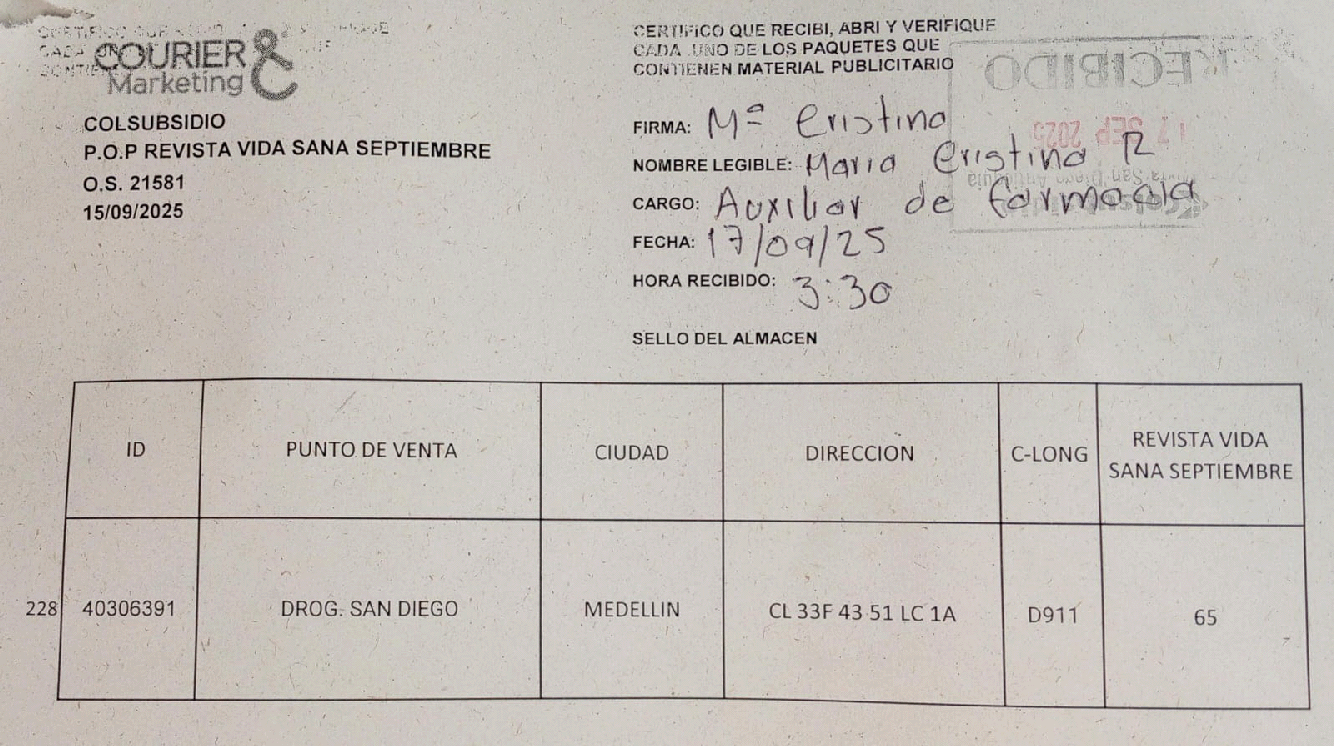 COURIER &
Marketing
COLSUBSIDIO
P.O.P REVISTA VIDA SANA SEPTIEMBRE
O.S. 21581
15/09/2025
CERTIFICO QUE RECIBI, ABRI Y VERIFIQUE
CADA UNO DE LOS PAQUETES QUE
CONTIENEN MATERIAL PUBLICITARIO
RECIBIDO
17 SEP 2025
FIRMA: Mª Cristina
NOMBRE LEGIBLE: Maria Cristina R
CARGO: Auxiliar de farmacia
FECHA: 17/09/25
HORA RECIBIDO: 3:30
SELLO DEL ALMACEN
ID PUNTO DE VENTA CIUDAD DIRECCION C-LONG REVISTA VIDA SANA SEPTIEMBRE
228 40306391 DROG. SAN DIEGO MEDELLIN CL 33F 43 51 LC 1A D911 65